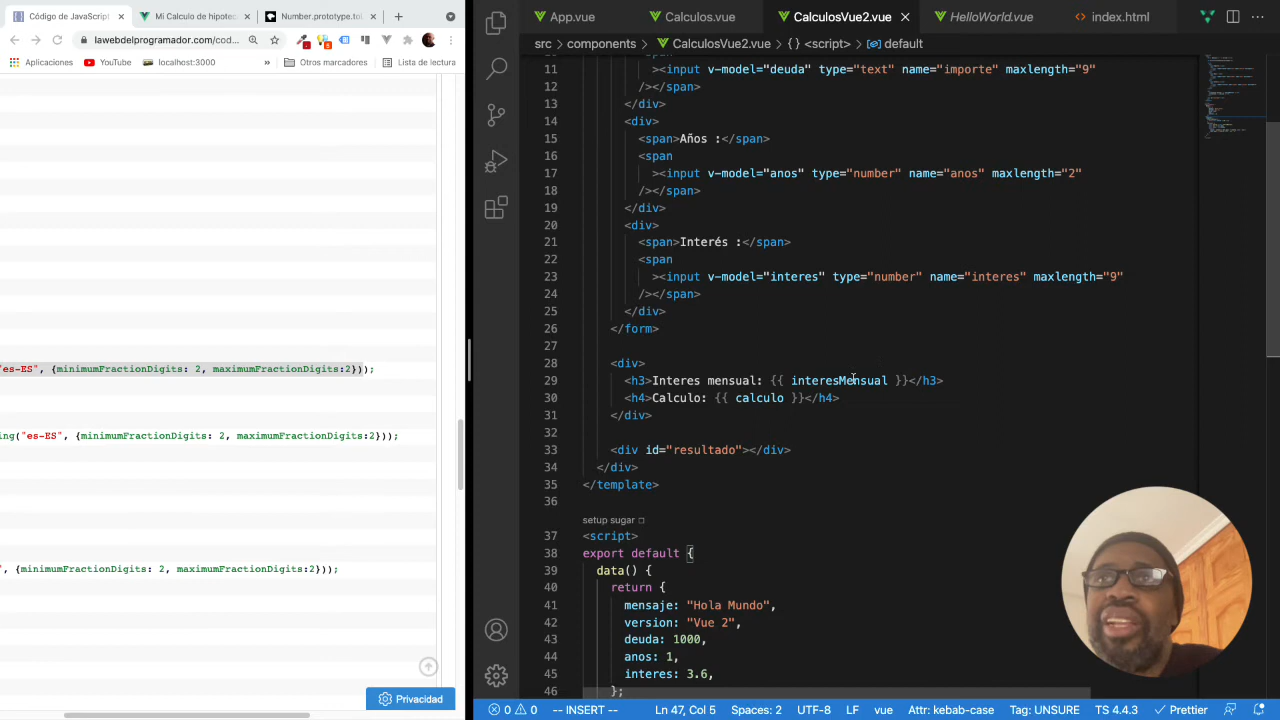 Código de JavaScript
Mi Calculo de hipotec
Number.prototype.tol
lawebdelprogramador.com/cod...
Aplicaciones
YouTube
localhost:3000
»
Otros marcadores
Lista de lectura
"es-ES", {minimumFractionDigits: 2, maximumFractionDigits:2}));
ing("es-ES", {minimumFractionDigits: 2, maximumFractionDigits:2}));
", {minimumFractionDigits: 2, maximumFractionDigits:2}));
Privacidad
App.vue
Calculos.vue
CalculosVue2.vue
HelloWorld.vue
index.html
src > components > CalculosVue2.vue > {} <script> > default
11 ><input v-model="deuda" type="text" name="importe" maxlength="9"
12 /></span>
13 </div>
14 <div>
15 <span>Años :</span>
16 <span
17 ><input v-model="anos" type="number" name="anos" maxlength="2"
18 /></span>
19 </div>
20 <div>
21 <span>Interés :</span>
22 <span
23 ><input v-model="interes" type="number" name="interes" maxlength="9"
24 /></span>
25 </div>
26 </form>
27
28 <div>
29 <h3>Interes mensual: {{ interesMensual }}</h3>
30 <h4>Calculo: {{ calculo }}</h4>
31 </div>
32
33 <div id="resultado"></div>
34 </div>
35 </template>
36
setup sugar
37 <script>
38 export default {
39 data() {
40 return {
41 mensaje: "Hola Mundo",
42 version: "Vue 2",
43 deuda: 1000,
44 anos: 1,
45 interes: 3.6,
46 };
0 0 -- INSERT -- Ln 47, Col 5 Spaces: 2 UTF-8 LF vue Attr: kebab-case Tag: UNSURE TS 4.4.3 Prettier